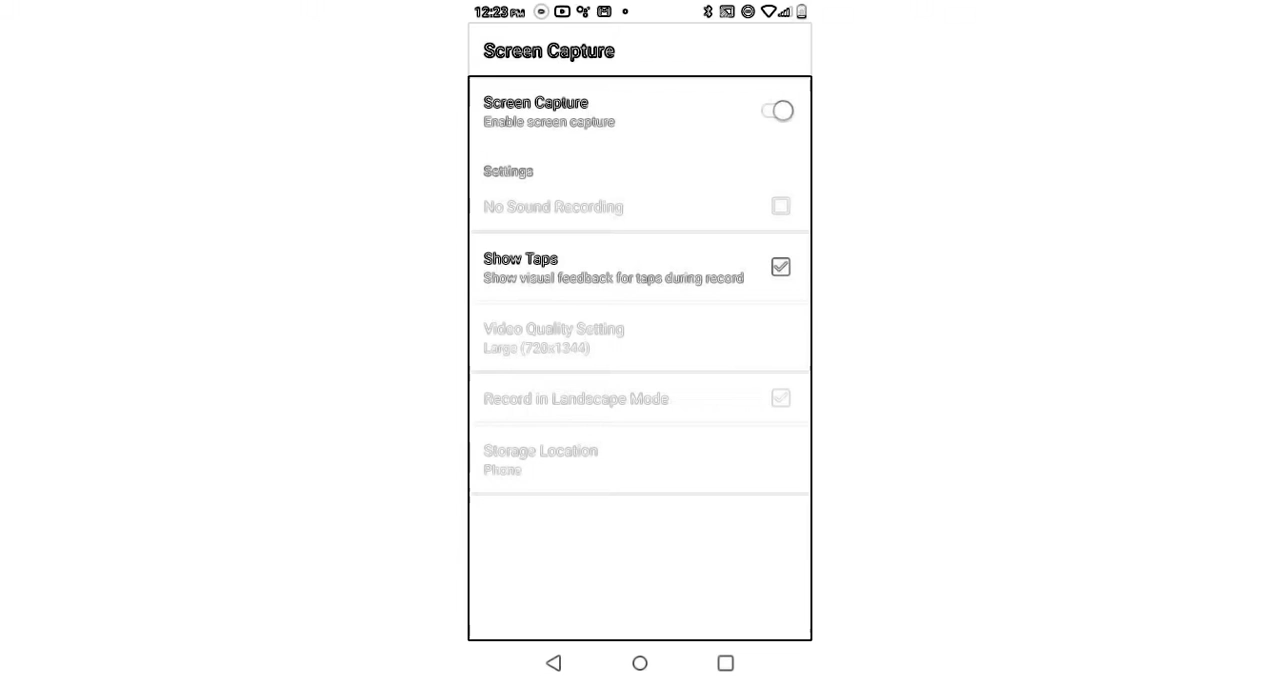 12:23 PM
Screen Capture
Screen Capture
Enable screen capture
Settings
No Sound Recording
Show Taps
Show visual feedback for taps during record
Video Quality Setting
Large (720x1344)
Record in Landscape Mode
Storage Location
Phone